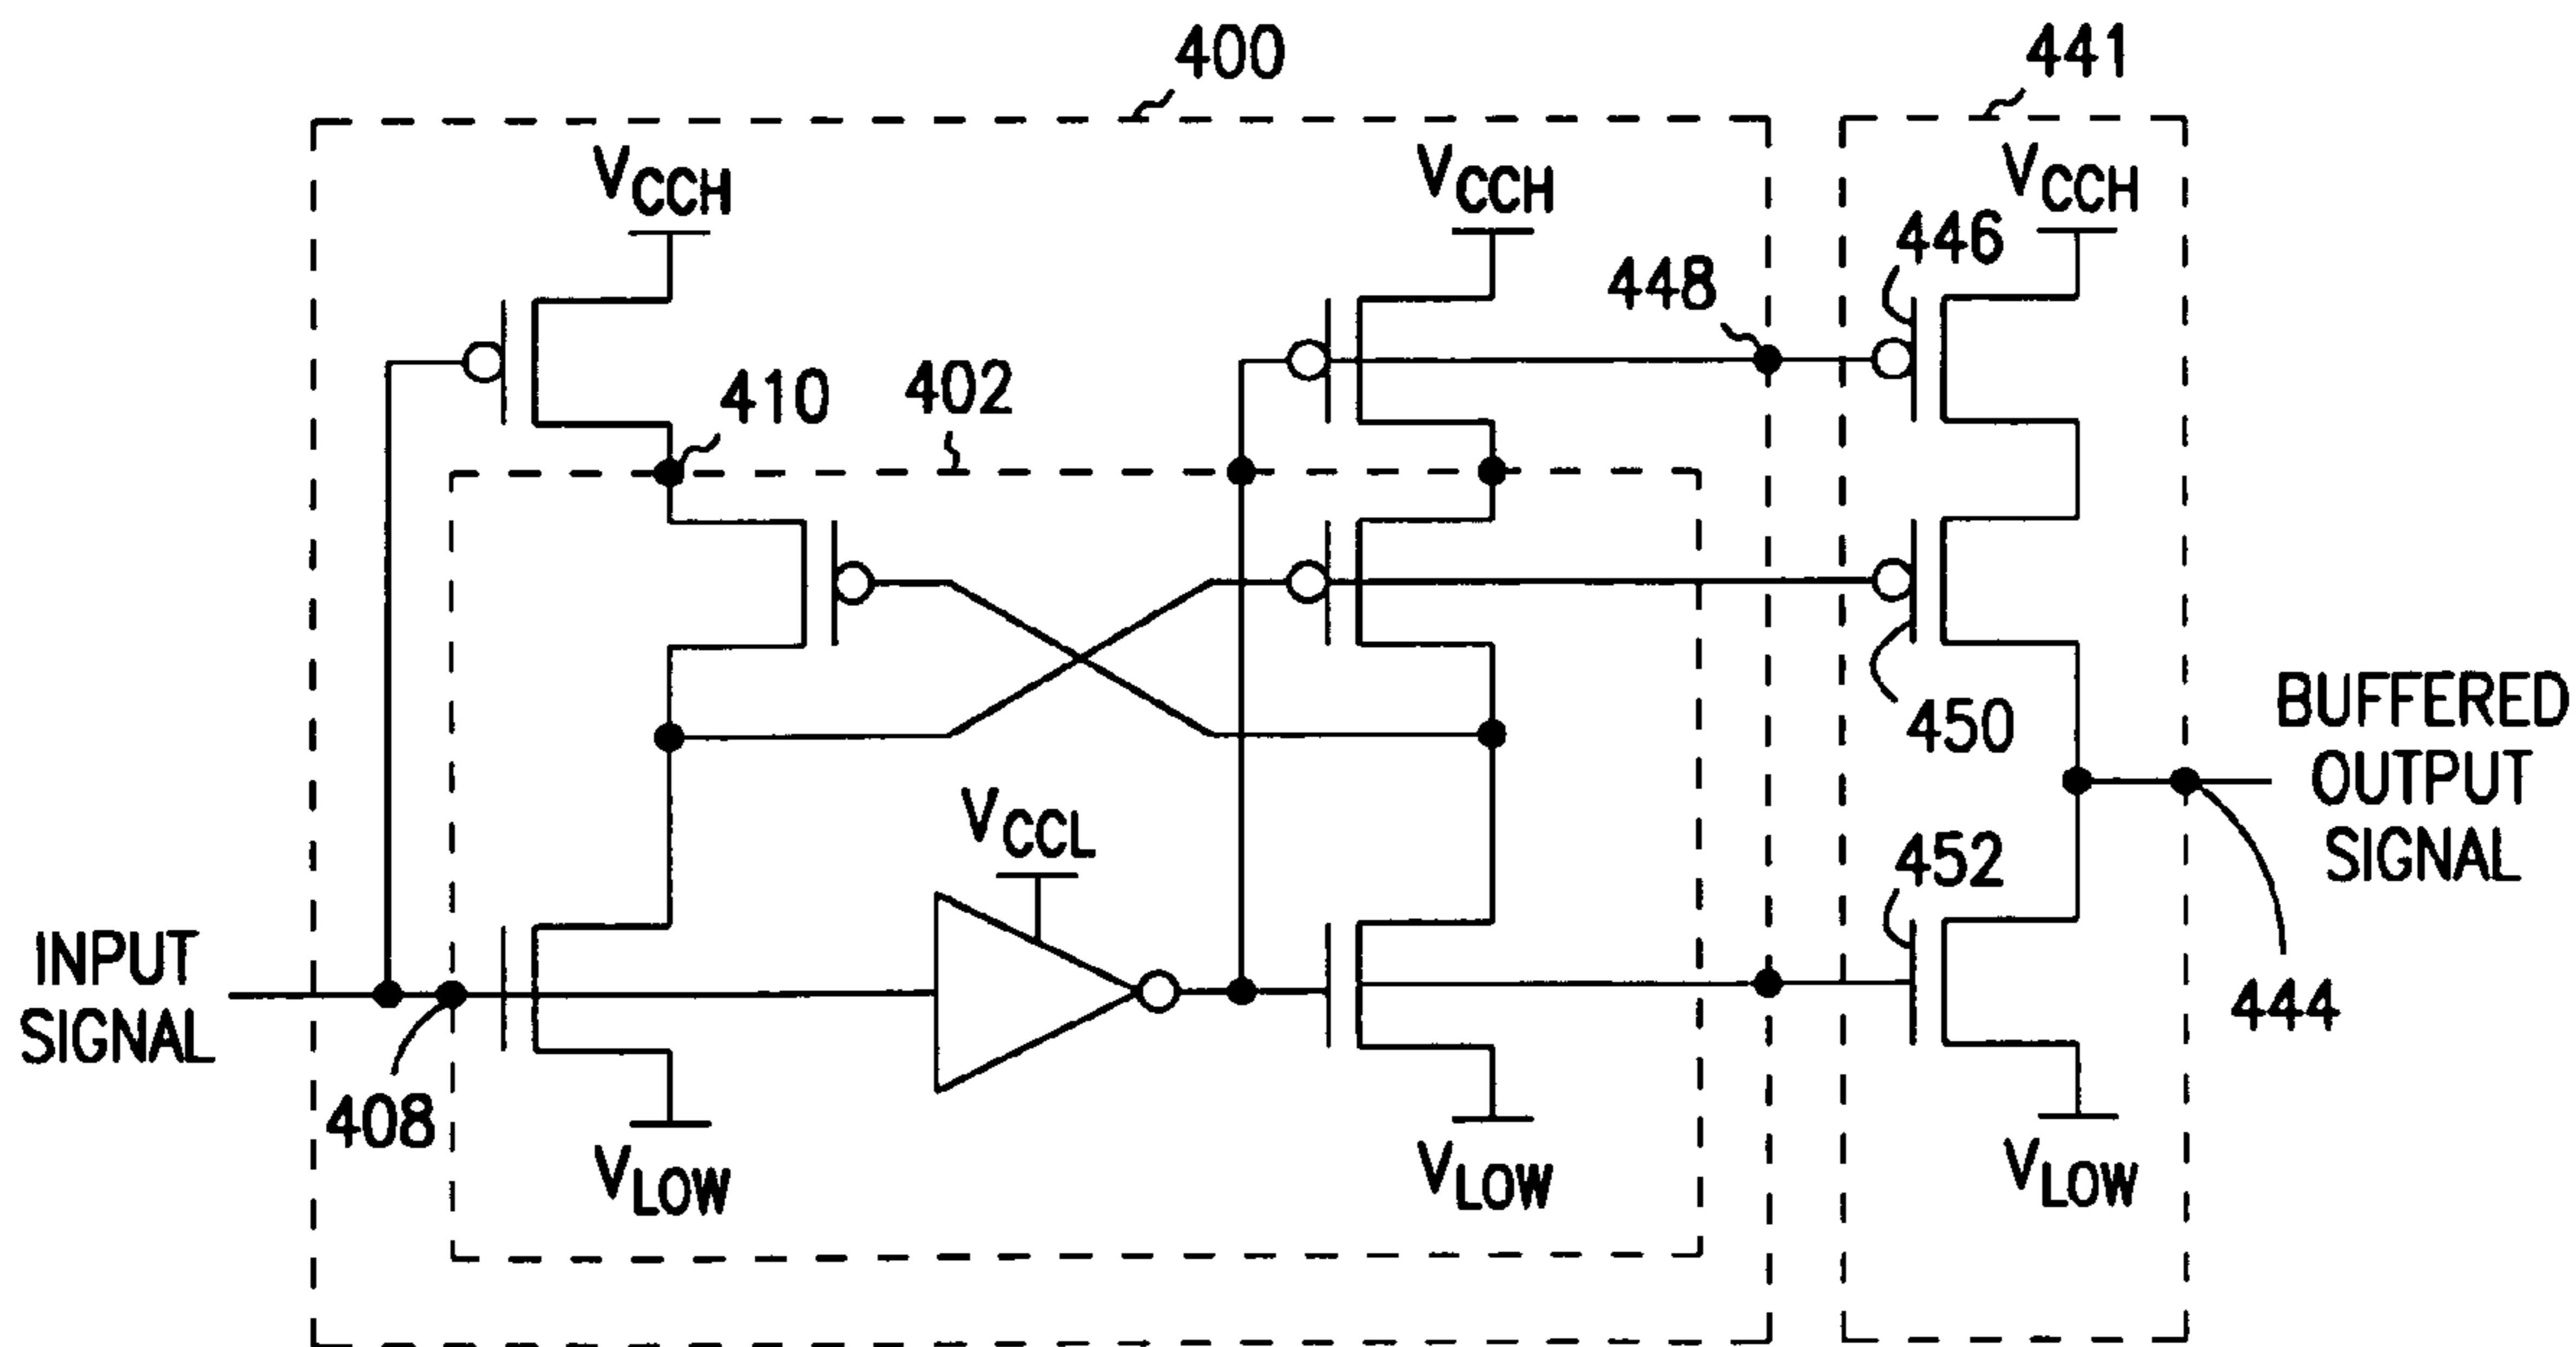 400
441
VCCH
VCCH
VCCH
446
448
410
402
450
BUFFERED
OUTPUT
SIGNAL
VCCL
452
INPUT
SIGNAL
444
408
VLOW
VLOW
VLOW